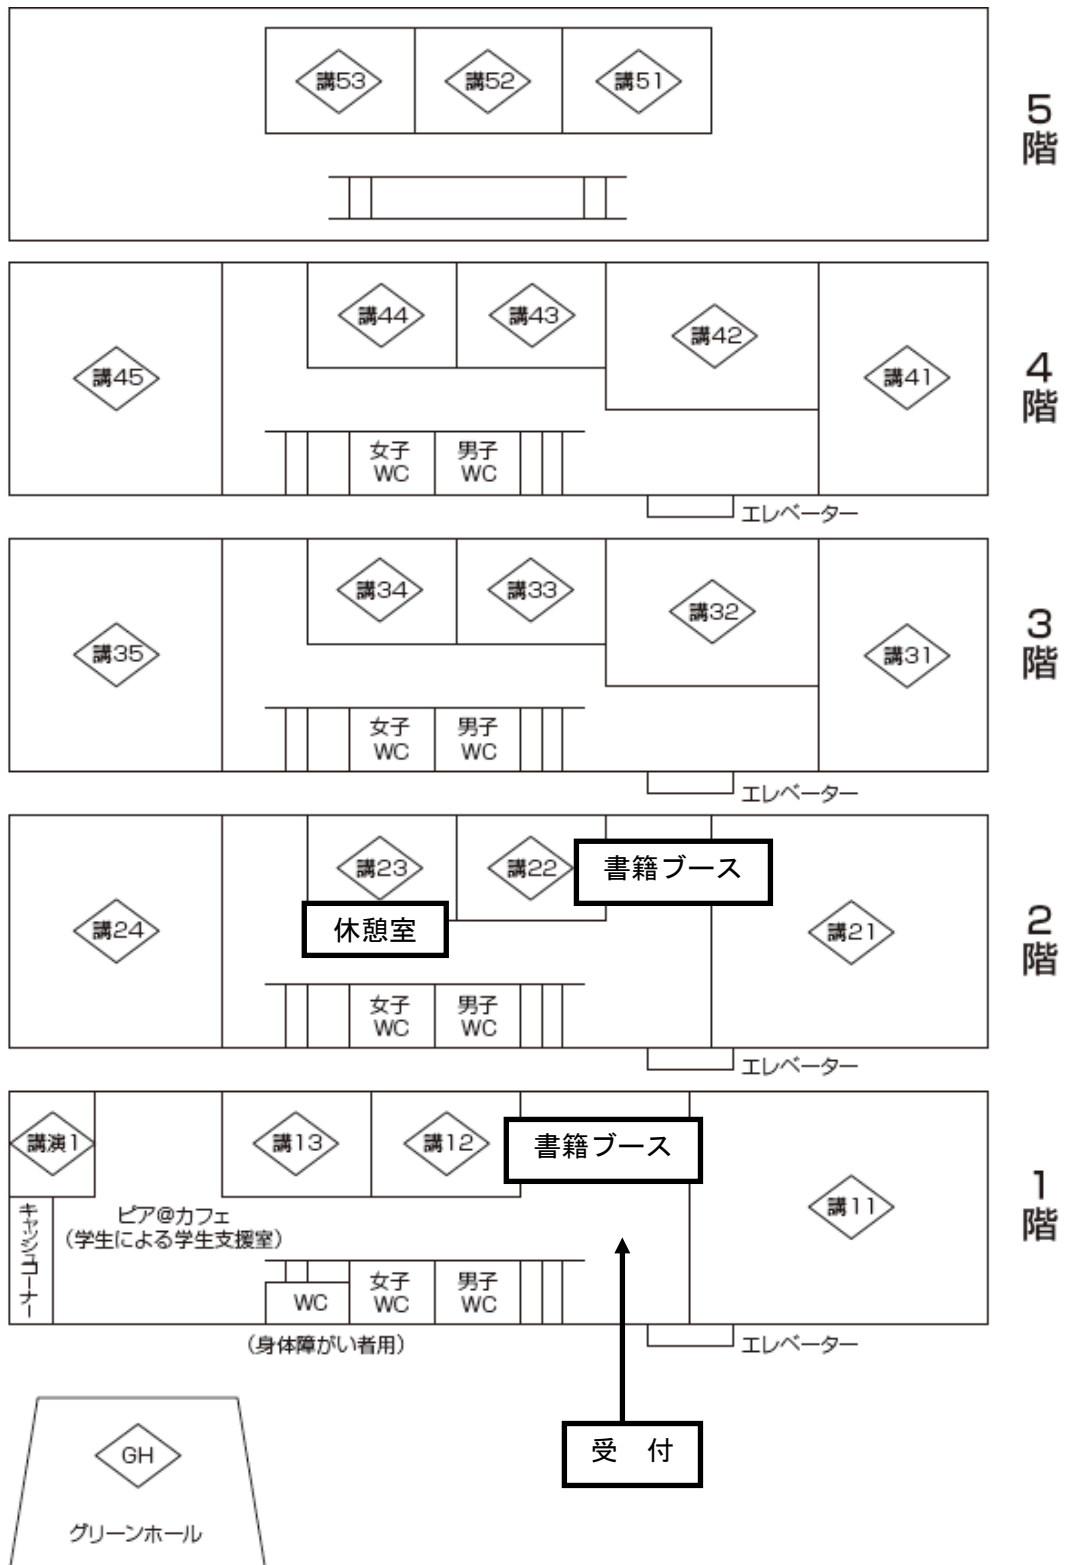 講53
講52
講51
5階
講44
講43
講42
講45
講41
4階
女子
WC
男子
WC
エレベーター
講34
講33
講32
講35
講31
3階
女子
WC
男子
WC
エレベーター
講23
講22
書籍ブース
休憩室
講24
講21
2階
女子
WC
男子
WC
エレベーター
講演1
講13
講12
書籍ブース
講11
1階
キャッシュコーナー
ピア@カフェ
(学生による学生支援室)
WC
女子
WC
男子
WC
(身体障がい者用)
エレベーター
受 付
GH
グリーンホール